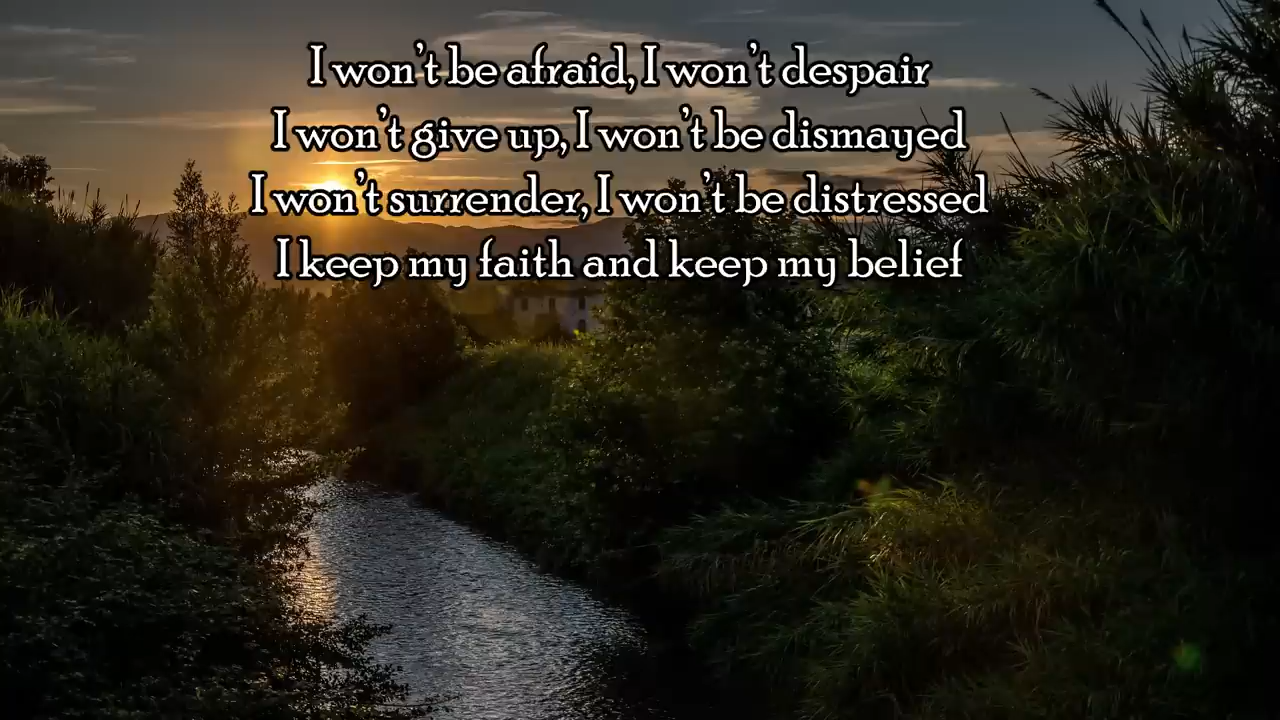 I won't be afraid, I won't despair
I won't give up, I won't be dismayed
I won't surrender, I won't be distressed
I keep my faith and keep my belief